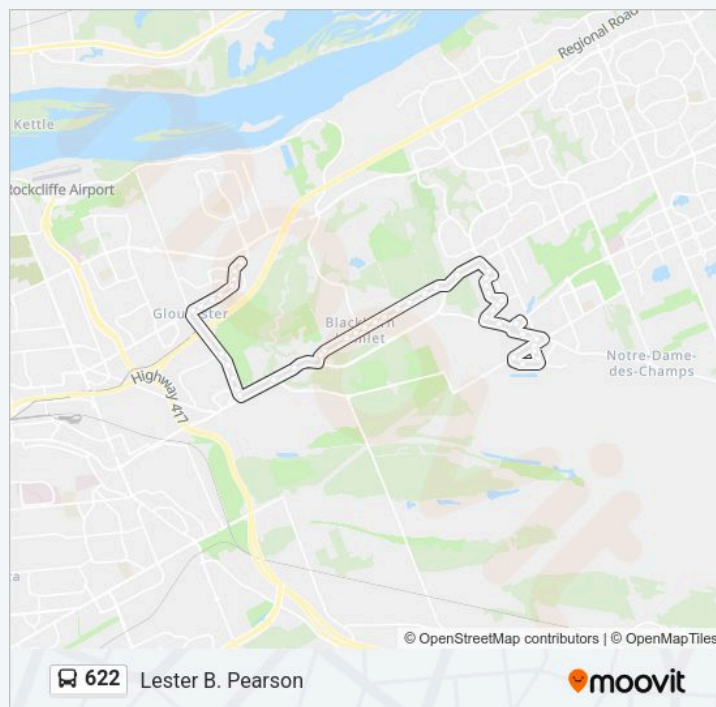 Regional Road
Kettle
Rockcliffe Airport
Gloucester
Blackburn
Hamlet
Notre-Dame-
des-Champs
Highway 417
a
© OpenStreetMap contributors | © OpenMapTiles
622 Lester B. Pearson
moovit